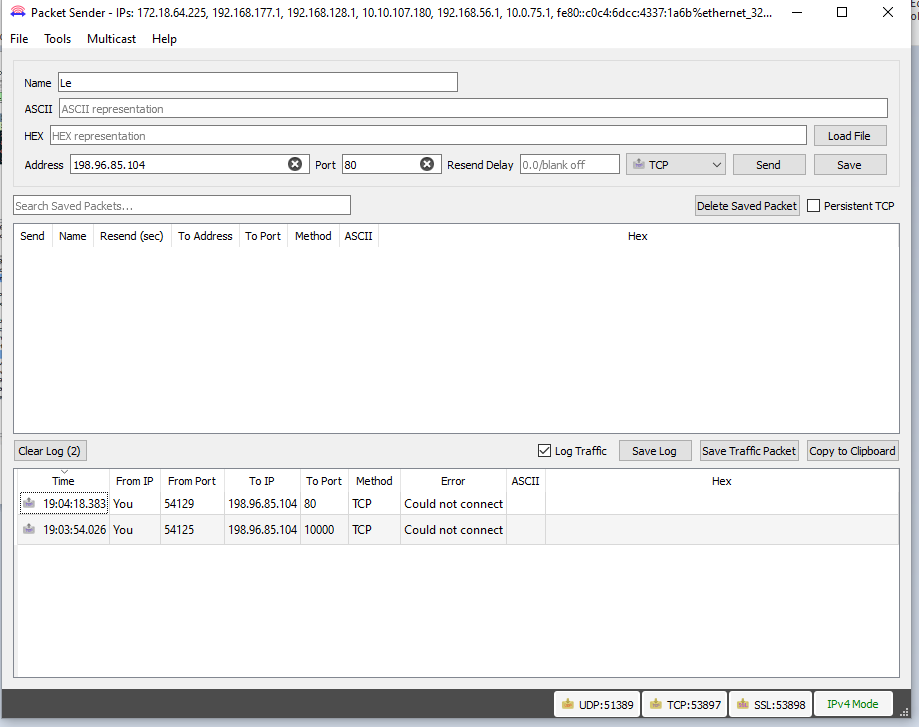 Packet Sender - IPs: 172.18.64.225, 192.168.177.1, 192.168.128.1, 10.10.107.180, 192.168.56.1, 10.0.75.1, fe80::c0c4:6dcc:4337:1a6b%ethernet_32...
File Tools Multicast Help
Name Le
ASCII ASCII representation
HEX HEX representation Load File
Address 198.96.85.104 Port 80 Resend Delay 0.0/blank off TCP Send Save
Search Saved Packets... Delete Saved Packet Persistent TCP
Send Name Resend (sec) To Address To Port Method ASCII Hex
Clear Log (2) Log Traffic Save Log Save Traffic Packet Copy to Clipboard
Time From IP From Port To IP To Port Method Error ASCII Hex
19:04:18.383 You 54129 198.96.85.104 80 TCP Could not connect
19:03:54.026 You 54125 198.96.85.104 10000 TCP Could not connect
UDP:51389 TCP:53897 SSL:53898 IPv4 Mode